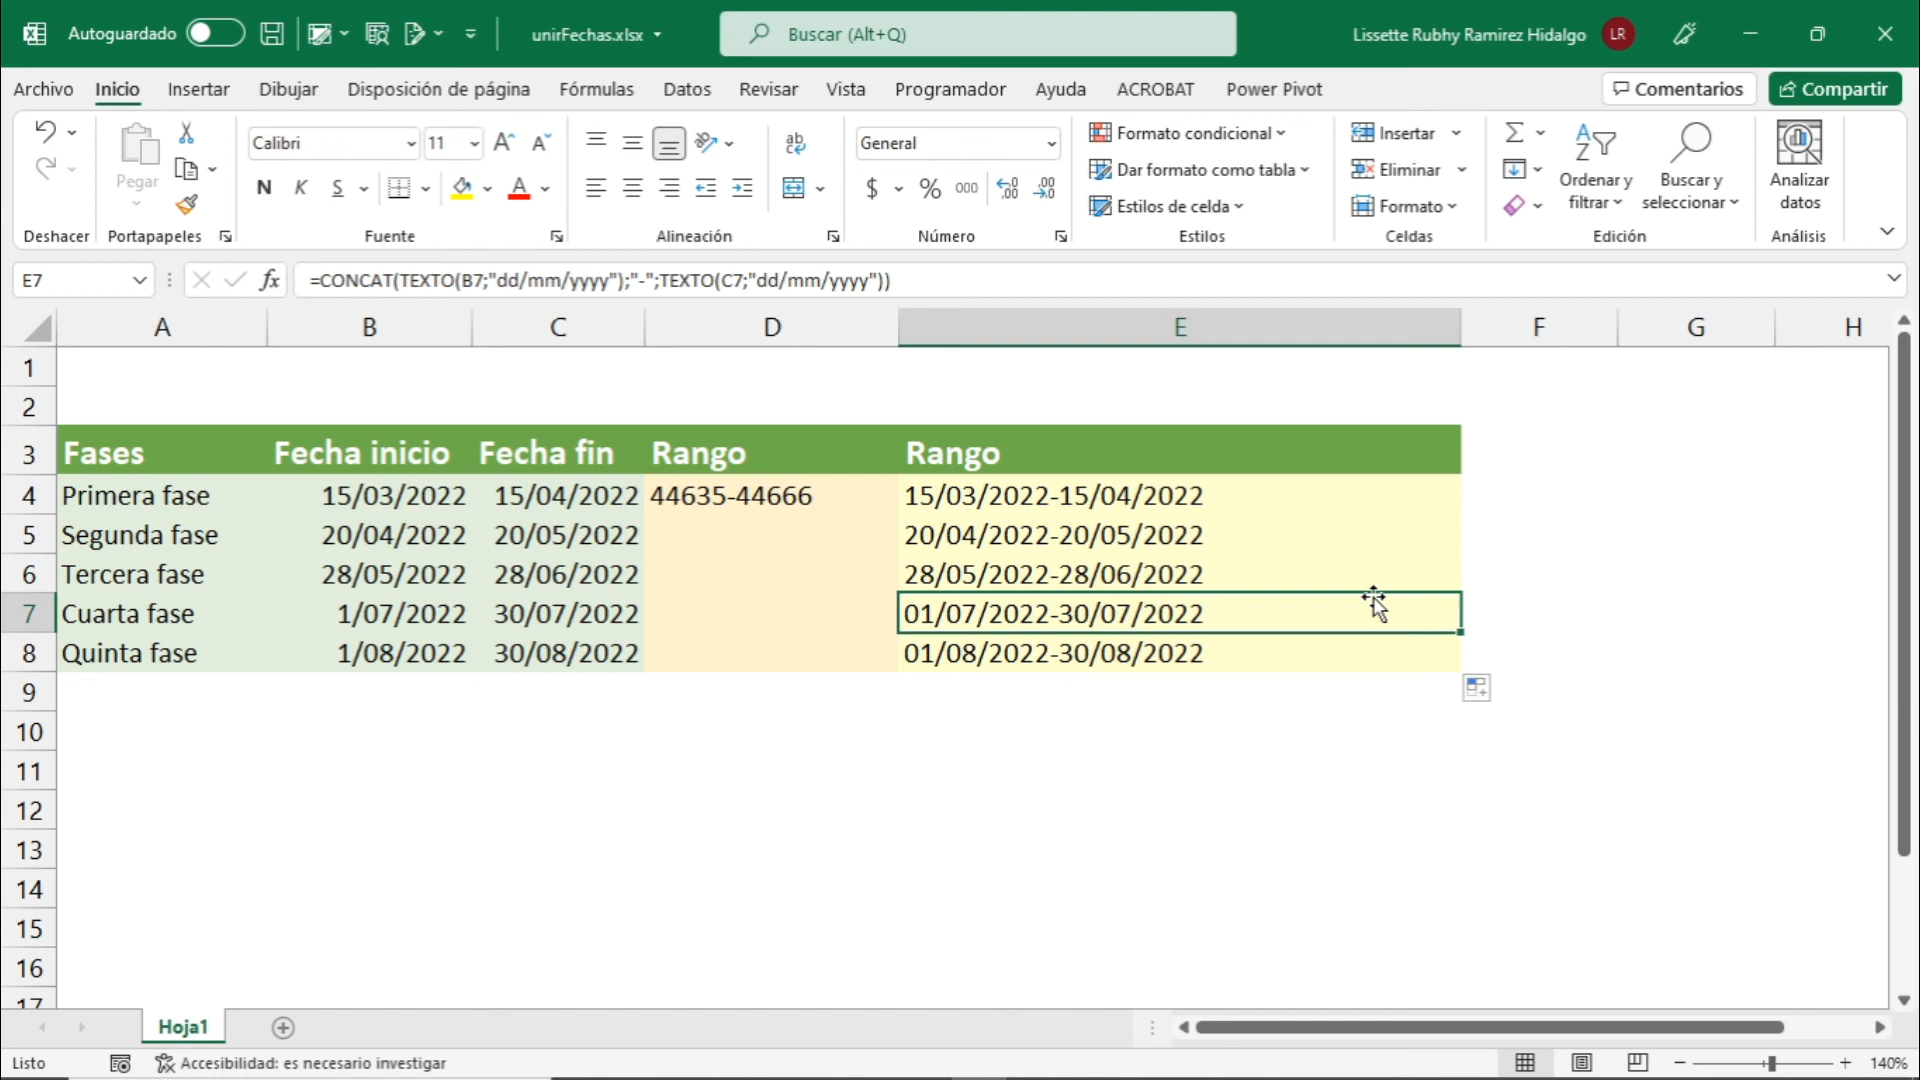 Autoguardado unirFechas.xlsx Buscar (Alt+Q) Lissette Rubhy Ramirez Hidalgo LR
Archivo Inicio Insertar Dibujar Disposición de página Fórmulas Datos Revisar Vista Programador Ayuda ACROBAT Power Pivot Comentarios Compartir
Calibri 11 General Formato condicional Insertar
Pegar Dar formato como tabla Eliminar Ordenar y filtrar Buscar y seleccionar Analizar datos
N K S $ % 000 Estilos de celda Formato
Deshacer Portapapeles Fuente Alineación Número Estilos Celdas Edición Análisis
E7 fx =CONCAT(TEXTO(B7;"dd/mm/yyyy");"-";TEXTO(C7;"dd/mm/yyyy"))
A B C D E F G H
1
2
3 Fases Fecha inicio Fecha fin Rango Rango
4 Primera fase 15/03/2022 15/04/2022 44635-44666 15/03/2022-15/04/2022
5 Segunda fase 20/04/2022 20/05/2022 20/04/2022-20/05/2022
6 Tercera fase 28/05/2022 28/06/2022 28/05/2022-28/06/2022
7 Cuarta fase 1/07/2022 30/07/2022 01/07/2022-30/07/2022
8 Quinta fase 1/08/2022 30/08/2022 01/08/2022-30/08/2022
9
10
11
12
13
14
15
16
17
Hoja1
Listo Accesibilidad: es necesario investigar 140%